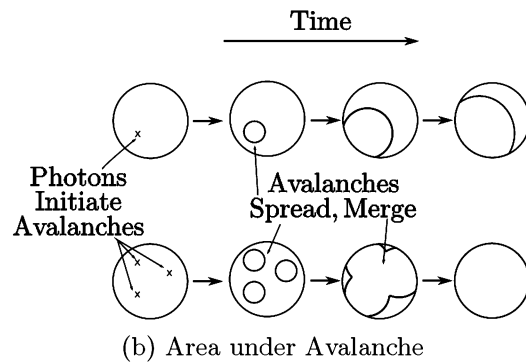 Time
Photons
Initiate
Avalanches
Avalanches
Spread, Merge
(b) Area under Avalanche